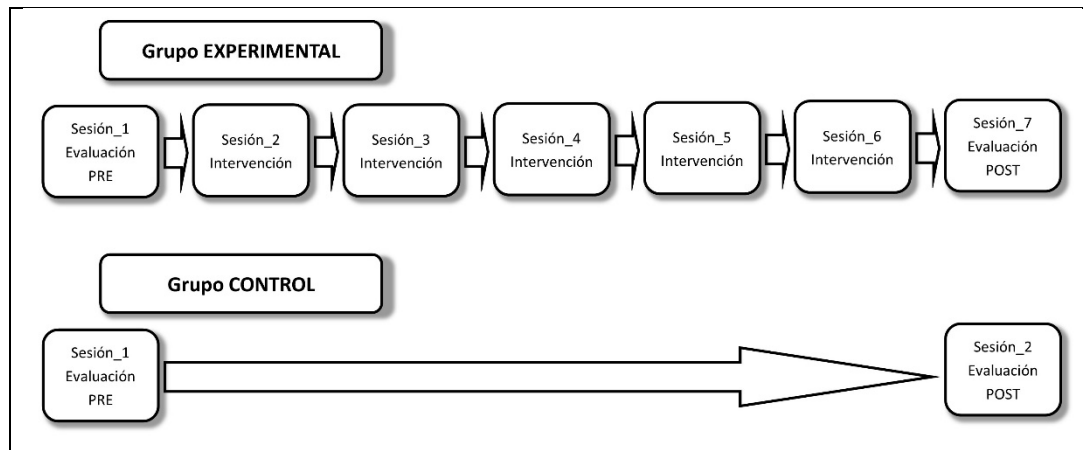 Grupo EXPERIMENTAL
Sesión_1
Evaluación
PRE
Sesión_2
Intervención
Sesión_3
Intervención
Sesión_4
Intervención
Sesión_5
Intervención
Sesión_6
Intervención
Sesión_7
Evaluación
POST
Grupo CONTROL
Sesión_1
Evaluación
PRE
Sesión_2
Evaluación
POST